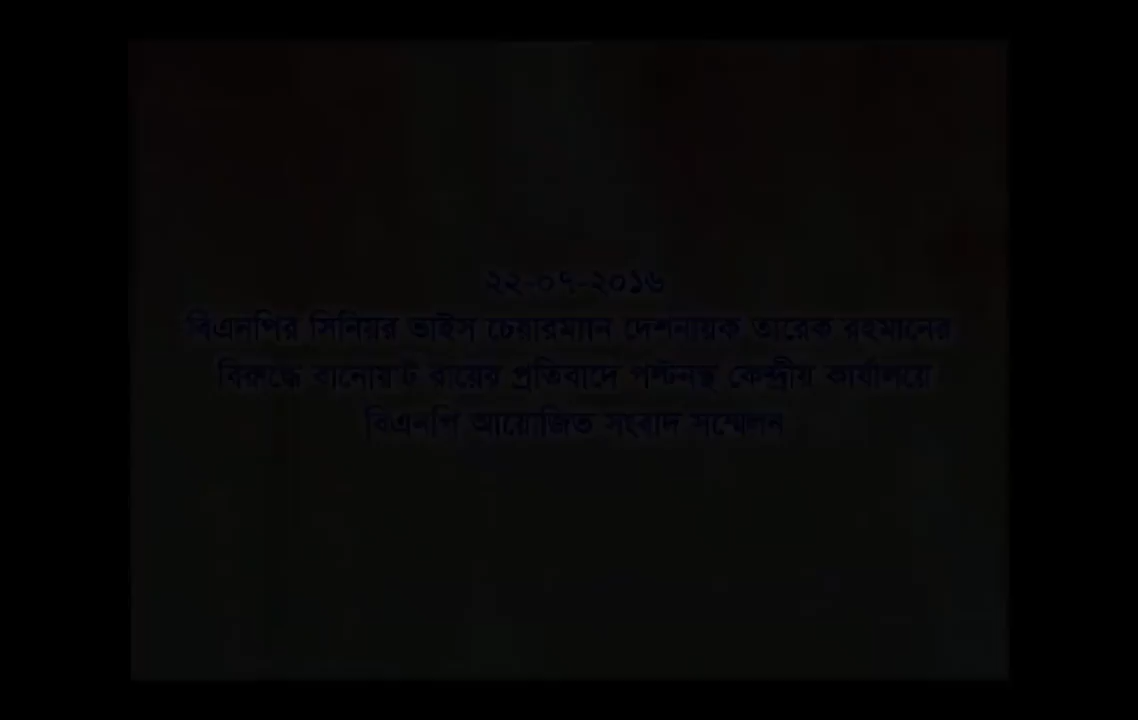 ২২-০৭-২০১৬
বিএনপির সিনিয়র ভাইস চেয়ারম্যান দেশনায়ক তারেক রহমানের
বিরুদ্ধে বানোয়াট রায়ের প্রতিবাদে পল্টনস্থ কেন্দ্রীয় কার্যালয়ে
বিএনপি আয়োজিত সংবাদ সম্মেলন